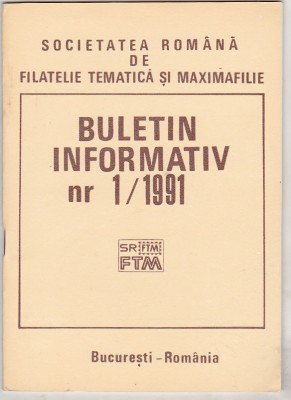 SOCIETATEA ROMÂNĂ
DE
FILATELIE TEMATICĂ ȘI MAXIMAFILIE
BULETIN
INFORMATIV
nr 1/1991
SR FTM
FTM
București - România